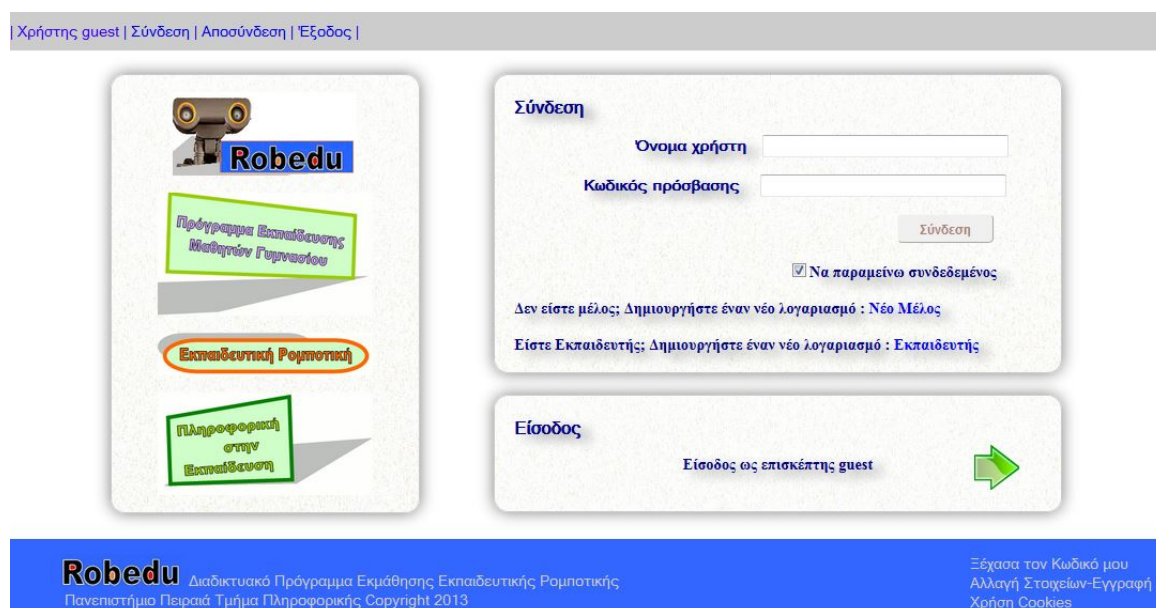 | Χρήστης guest | Σύνδεση | Αποσύνδεση | Έξοδος |
Robedu
Πρόγραμμα Εκπαίδευσης
Μαθητών Γυμνασίου
Εκπαιδευτική Ρομποτική
Πληροφορική
στην
Εκπαίδευση
Σύνδεση
Όνομα χρήστη
Κωδικός πρόσβασης
Σύνδεση
Να παραμείνω συνδεδεμένος
Δεν είστε μέλος; Δημιουργήστε έναν νέο λογαριασμό : Νέο Μέλος
Είστε Εκπαιδευτής; Δημιουργήστε έναν νέο λογαριασμό : Εκπαιδευτής
Είσοδος
Είσοδος ως επισκέπτης guest
Robedu Διαδικτυακό Πρόγραμμα Εκμάθησης Εκπαιδευτικής Ρομποτικής
Πανεπιστήμιο Πειραιά Τμήμα Πληροφορικής Copyright 2013
Ξέχασα τον Κωδικό μου
Αλλαγή Στοιχείων-Εγγραφή
Χρήση Cookies